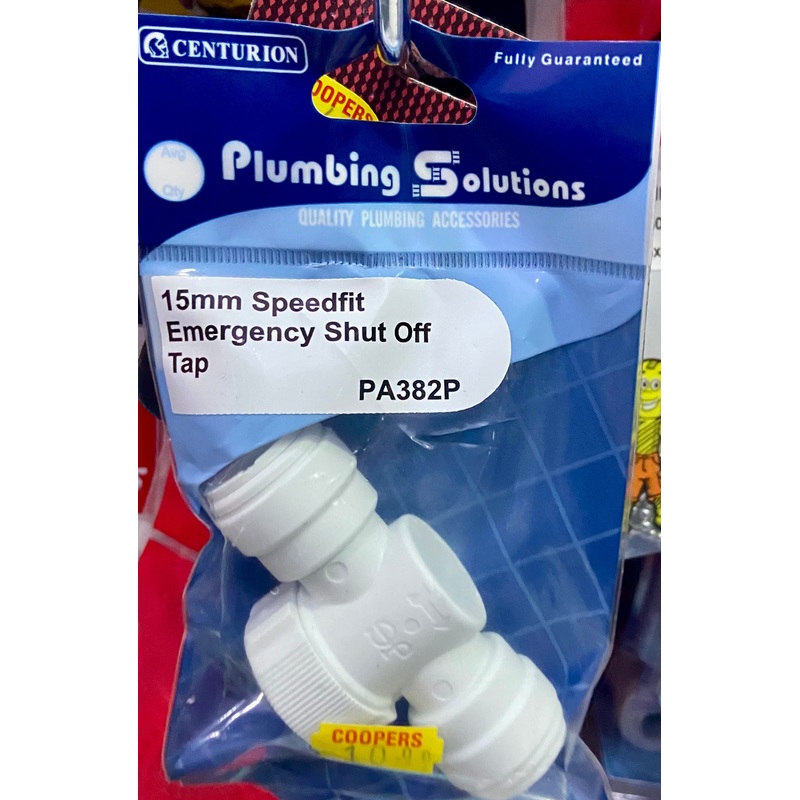 CENTURION
Fully Guaranteed
COOPERS
Avg
Qty
Plumbing Solutions
QUALITY PLUMBING ACCESSORIES
15mm Speedfit
Emergency Shut Off
Tap
PA382P
COOPERS